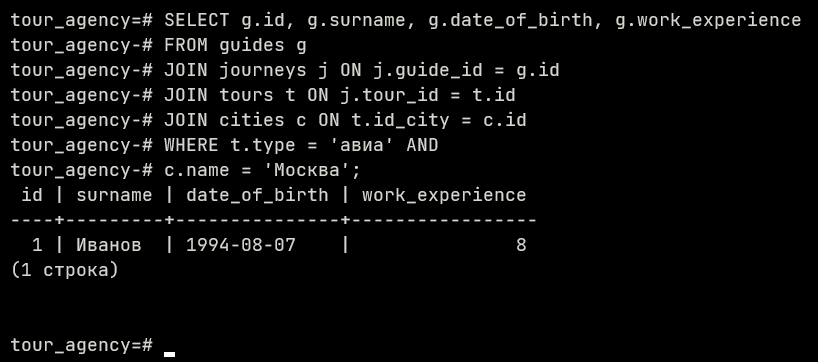 tour_agency=# SELECT g.id, g.surname, g.date_of_birth, g.work_experience
tour_agency-# FROM guides g
tour_agency-# JOIN journeys j ON j.guide_id = g.id
tour_agency-# JOIN tours t ON j.tour_id = t.id
tour_agency-# JOIN cities c ON t.id_city = c.id
tour_agency-# WHERE t.type = 'авиа' AND
tour_agency-# c.name = 'Москва';
 id | surname | date_of_birth | work_experience
----+---------+---------------+-----------------
  1 | Иванов  | 1994-08-07    |               8
(1 строка)
tour_agency=#